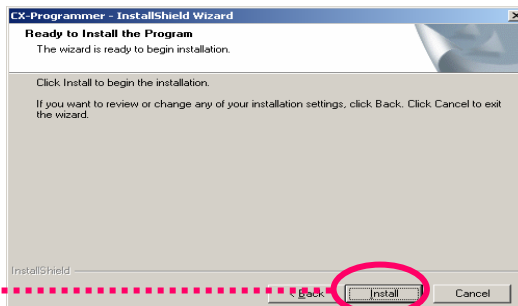 CX-Programmer - InstallShield Wizard
Ready to Install the Program
The wizard is ready to begin installation.
Click Install to begin the installation.
If you want to review or change any of your installation settings, click Back. Click Cancel to exit
the wizard.
InstallShield
< Back Install Cancel